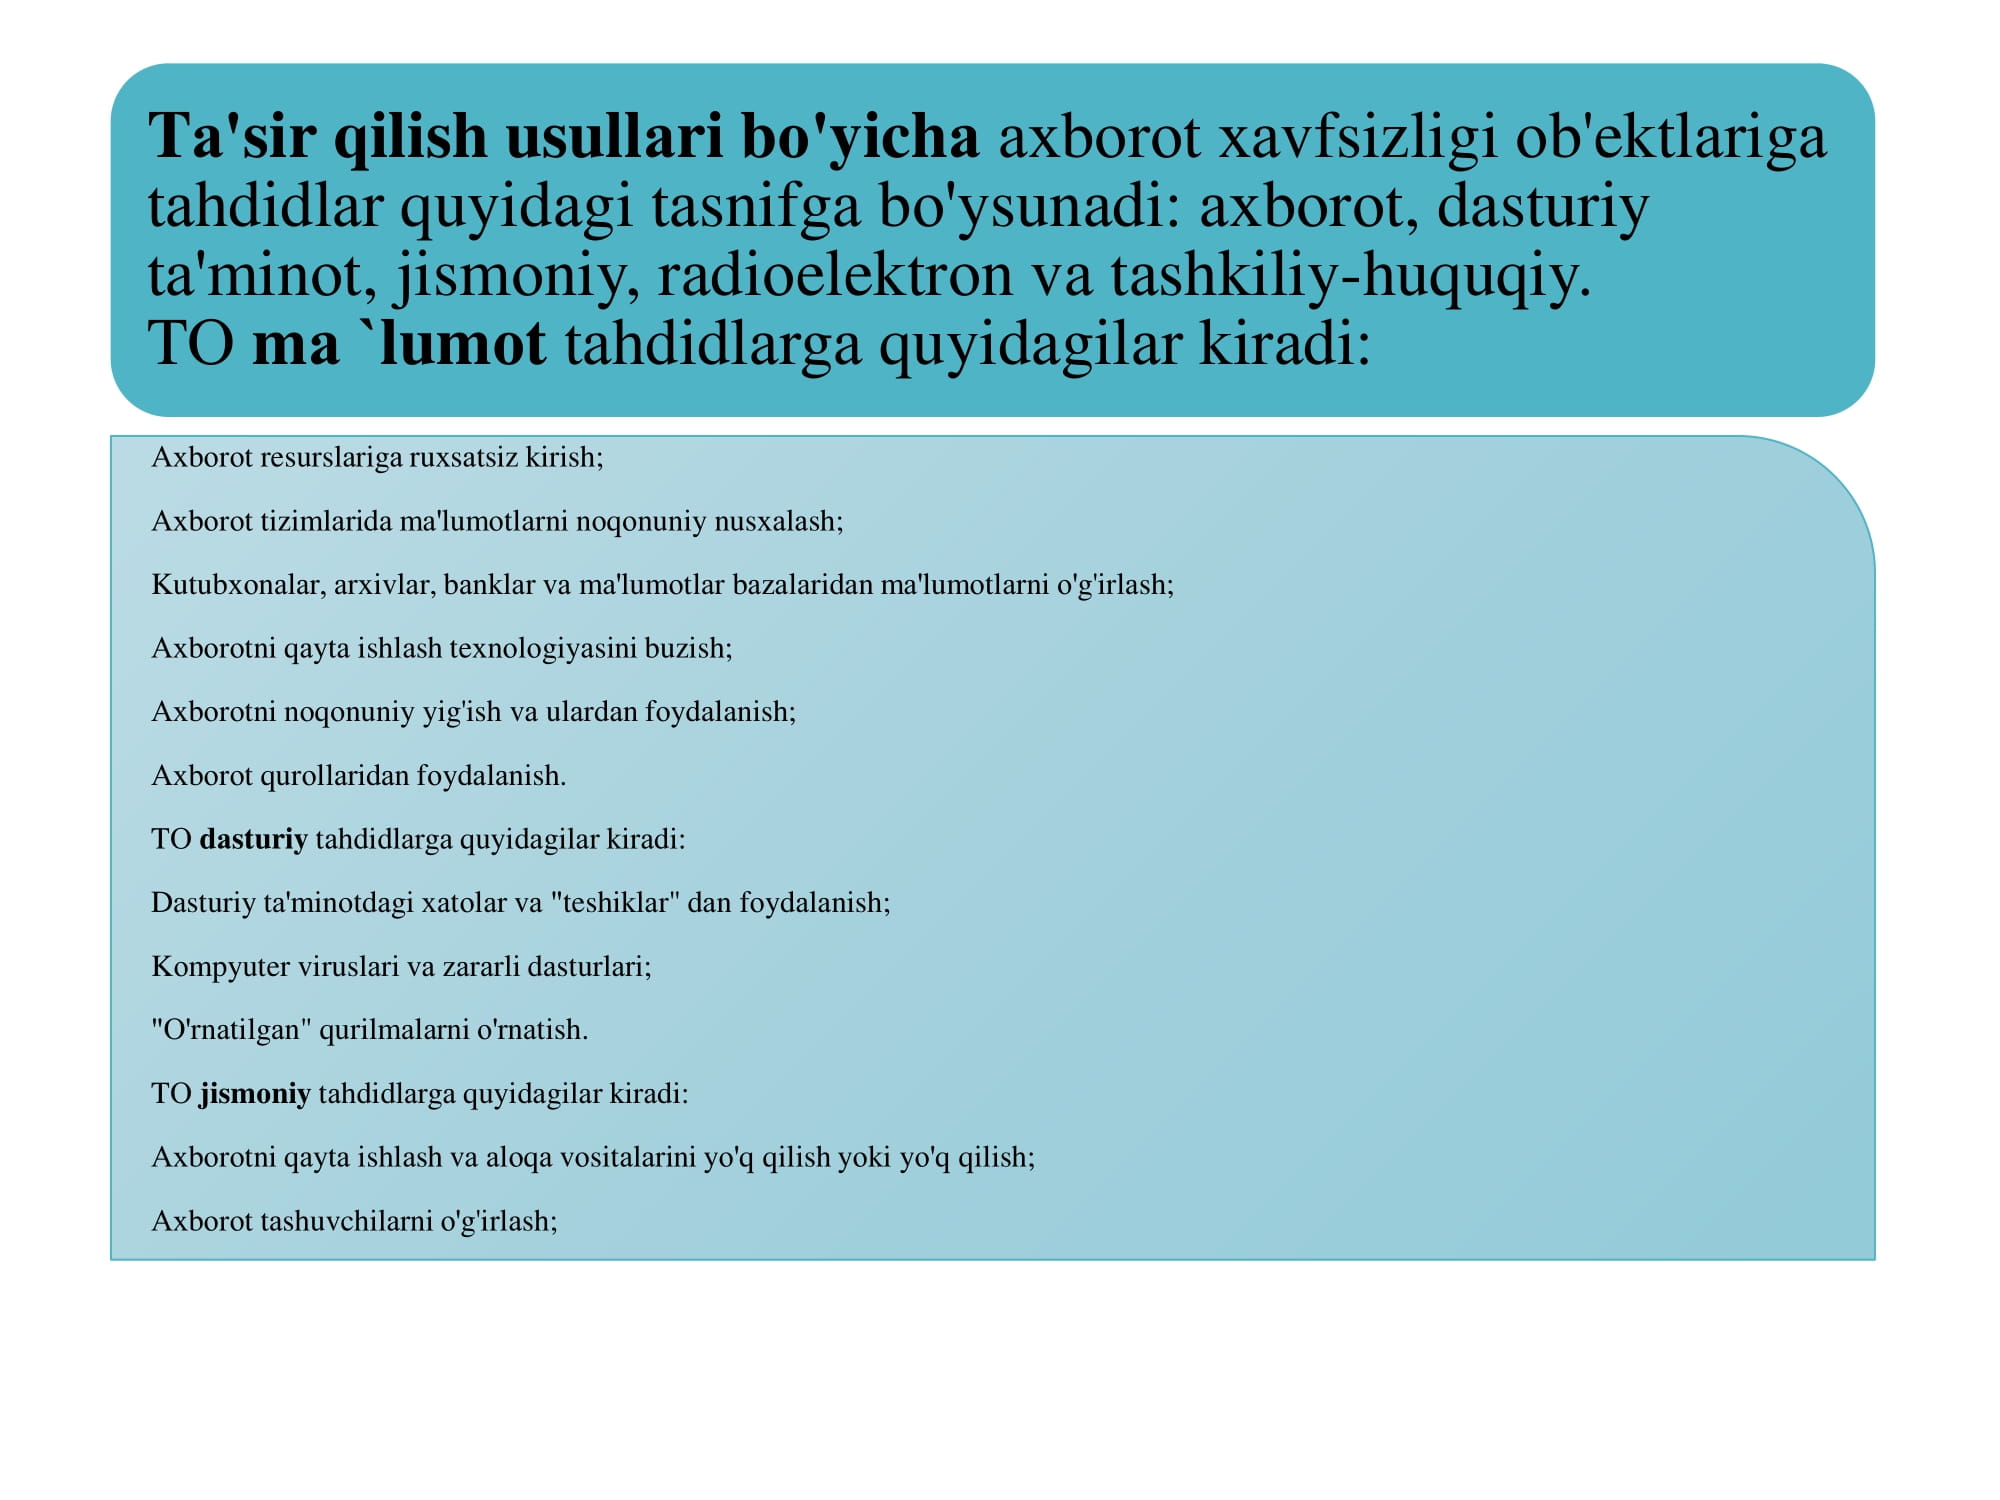 Ta'sir qilish usullari bo'yicha axborot xavfsizligi ob'ektlariga
tahdidlar quyidagi tasnifga bo'ysunadi: axborot, dasturiy
ta'minot, jismoniy, radioelektron va tashkiliy-huquqiy.
TO ma `lumot tahdidlarga quyidagilar kiradi:
Axborot resurslariga ruxsatsiz kirish;
Axborot tizimlarida ma'lumotlarni noqonuniy nusxalash;
Kutubxonalar, arxivlar, banklar va ma'lumotlar bazalaridan ma'lumotlarni o'g'irlash;
Axborotni qayta ishlash texnologiyasini buzish;
Axborotni noqonuniy yig'ish va ulardan foydalanish;
Axborot qurollaridan foydalanish.
TO dasturiy tahdidlarga quyidagilar kiradi:
Dasturiy ta'minotdagi xatolar va "teshiklar" dan foydalanish;
Kompyuter viruslari va zararli dasturlari;
"O'rnatilgan" qurilmalarni o'rnatish.
TO jismoniy tahdidlarga quyidagilar kiradi:
Axborotni qayta ishlash va aloqa vositalarini yo'q qilish yoki yo'q qilish;
Axborot tashuvchilarni o'g'irlash;